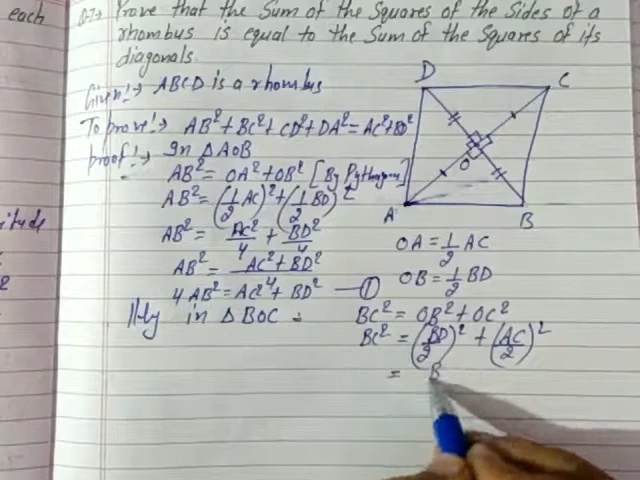 each
Q.7→ Prove that the Sum of the Squares of the Sides of a
rhombus is equal to the Sum of the Squares of its
diagonals.
Given:→ ABCD is a rhombus
To prove:→ AB²+BC²+CD²+DA²=AC²+BD²
proof:→ In △AOB
AB²=OA²+OB² [By Pythagoras]
AB²=(1/2 AC)²+(1/2 BD)²
AB²= AC²/4 + BD²/4
AB²= AC²+BD²/4
4AB²=AC²+BD² —①
D
C
O
A
B
OA=1/2 AC
OB=1/2 BD
||ly in △BOC =
BC²=OB²+OC²
BC²=(BD/2)²+(AC/2)²
= B